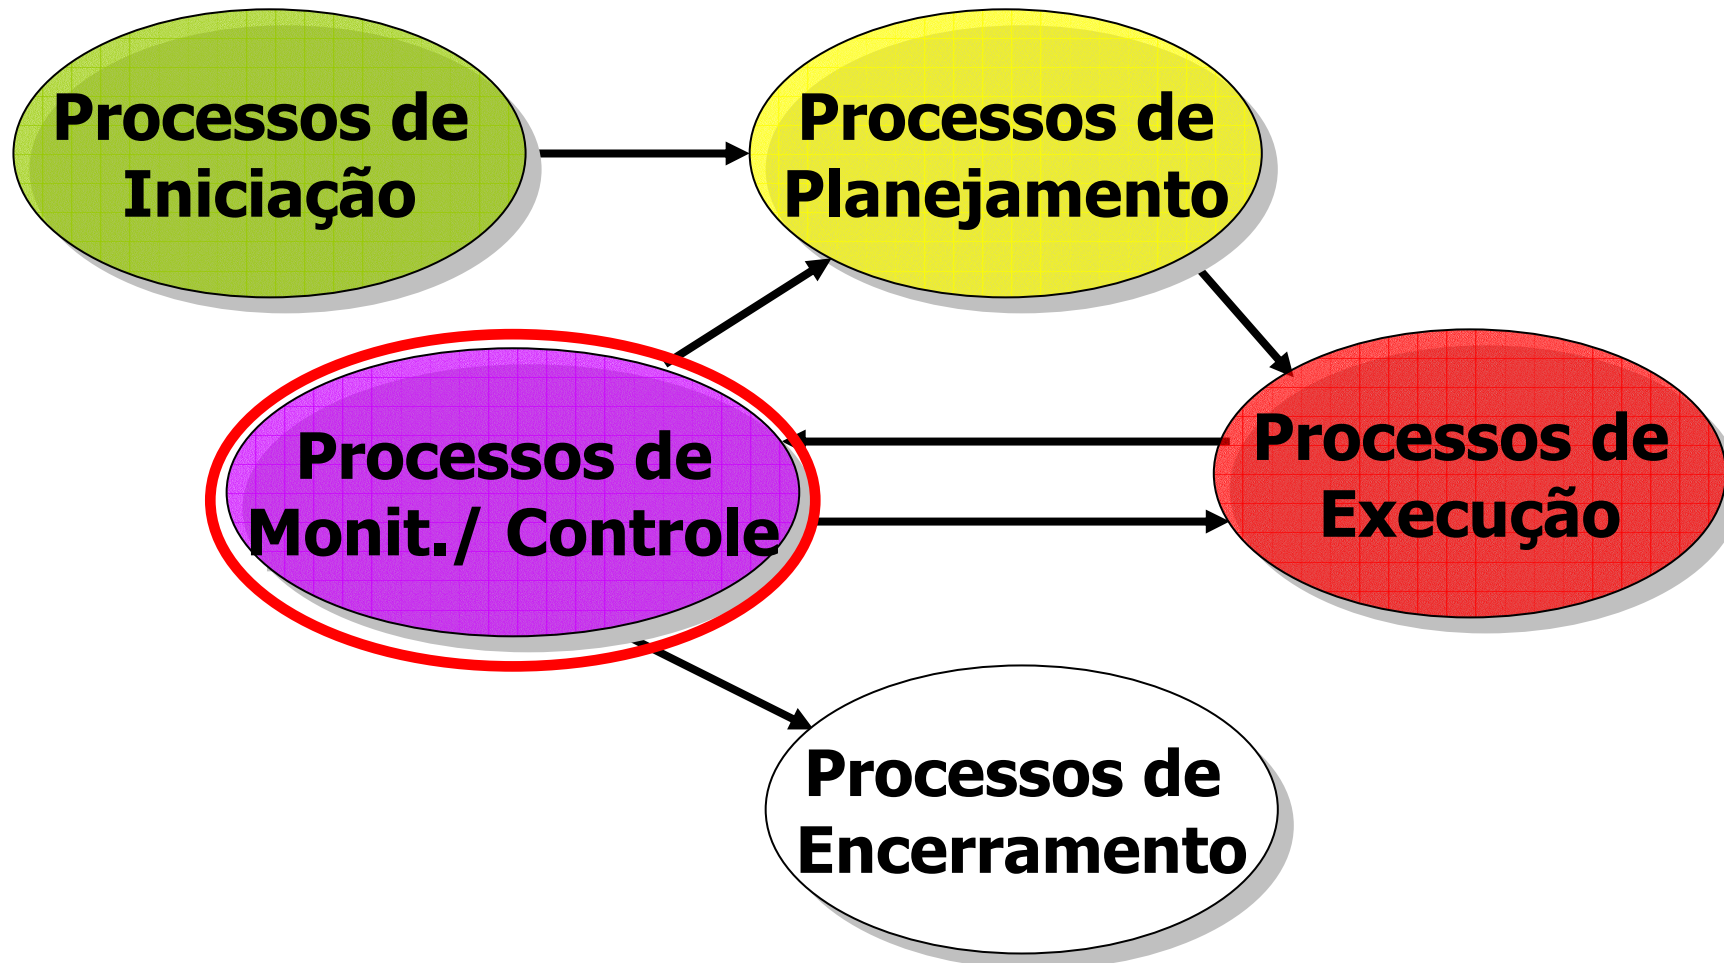 Processos de
Iniciação
Processos de
Planejamento
Processos de
Monit./ Controle
Processos de
Execução
Processos de
Encerramento